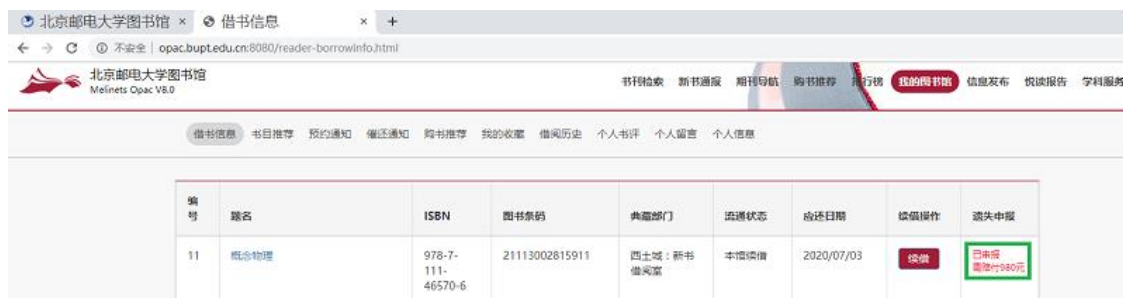 北京邮电大学图书馆 × 借书信息 × +
不安全 | opac.bupt.edu.cn:8080/reader-borrowinfo.html
北京邮电大学图书馆
Melinets Opac V8.0
书刊检索 新书通报 期刊导航 购书推荐 排行榜 我的图书馆 信息发布 悦读报告 学科服务
借书信息 书目推荐 预约通知 催还通知 购书推荐 我的收藏 借阅历史 个人书评 个人留言 个人信息
编号 题名 ISBN 图书条码 典藏部门 流通状态 应还日期 续借操作 遗失申报
11 概念物理 978-7-111-46570-6 21113002815911 西土城：新书借阅室 本馆续借 2020/07/03 续借 已申报
需赔付980元